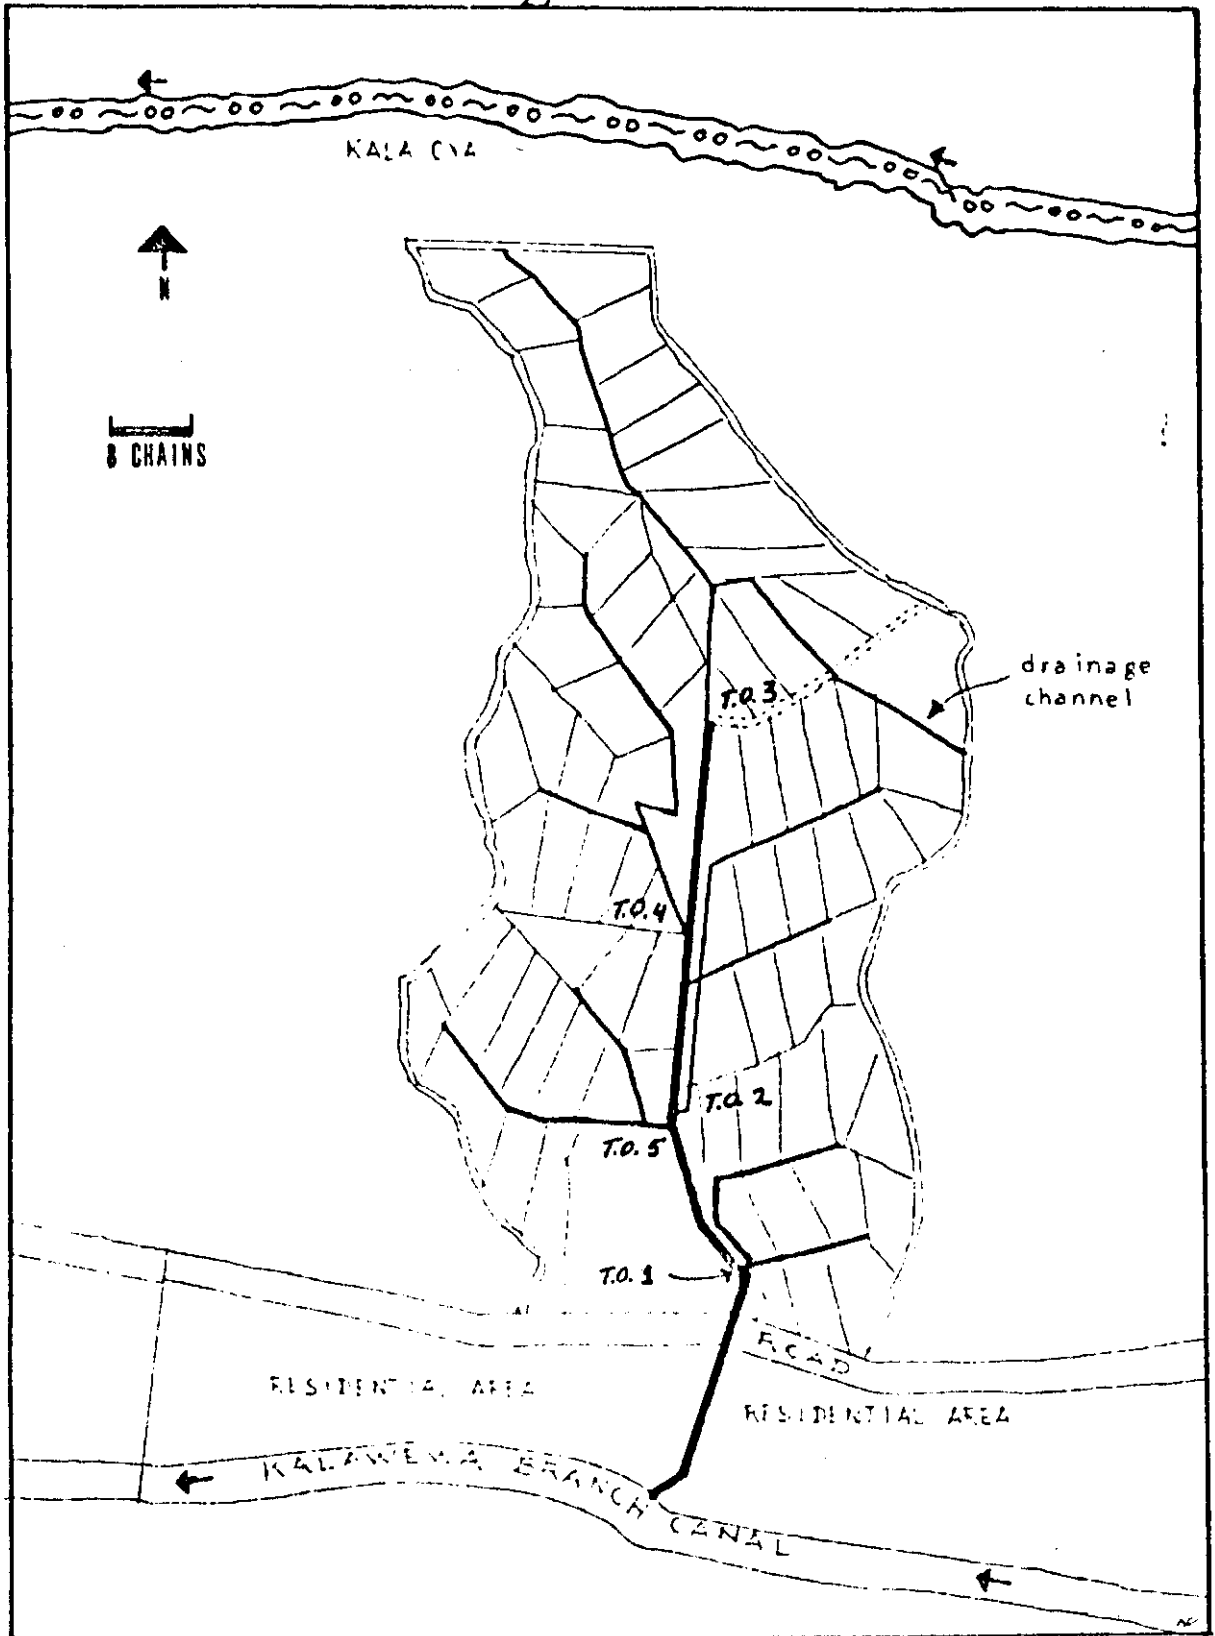 KALA OYA
N
8 CHAINS
drainage
channel
T.O. 3
T.O. 4
T.O. 2
T.O. 5
T.O. 1
ROAD
RESIDENTIAL AREA
RESIDENTIAL AREA
KALAWEWA BRANCH CANAL